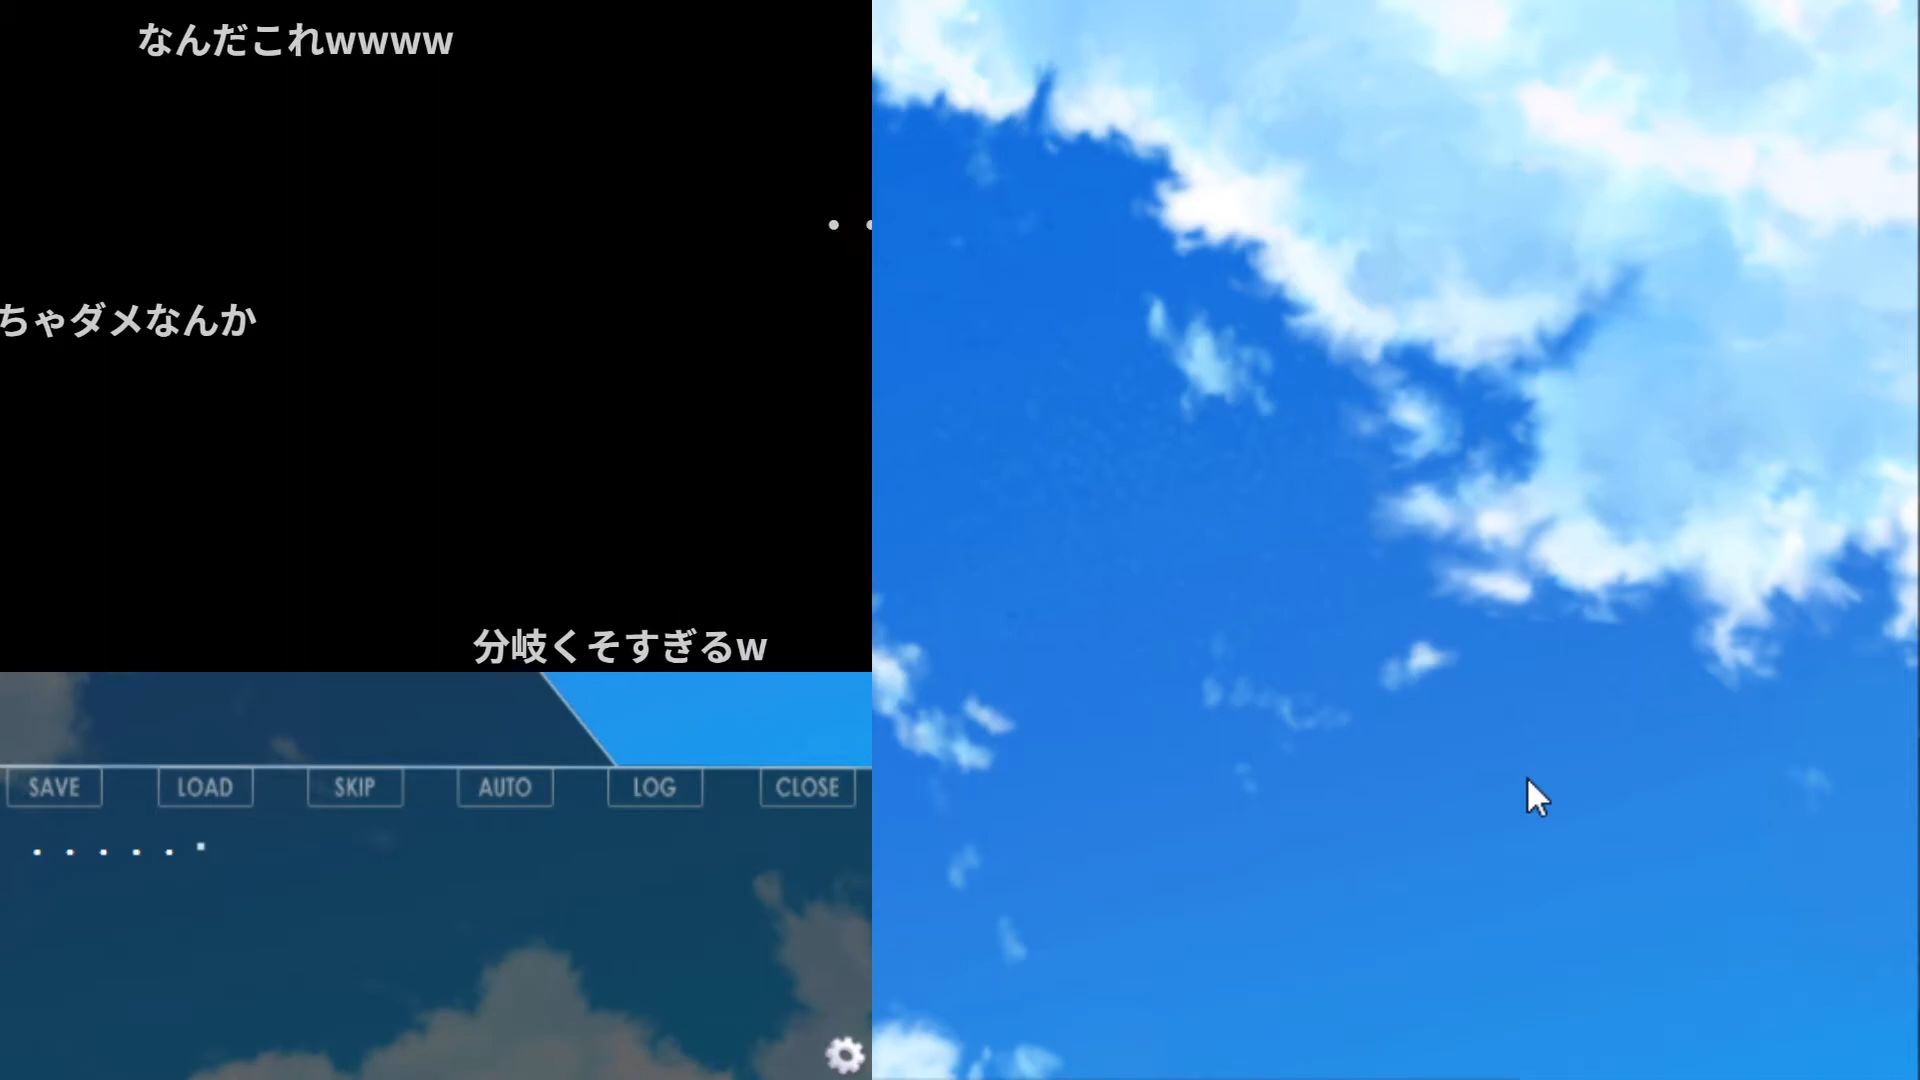 なんだこれwwww
・・
ちゃダメなんか
分岐くそすぎるw
SAVE
LOAD
SKIP
AUTO
LOG
CLOSE
......